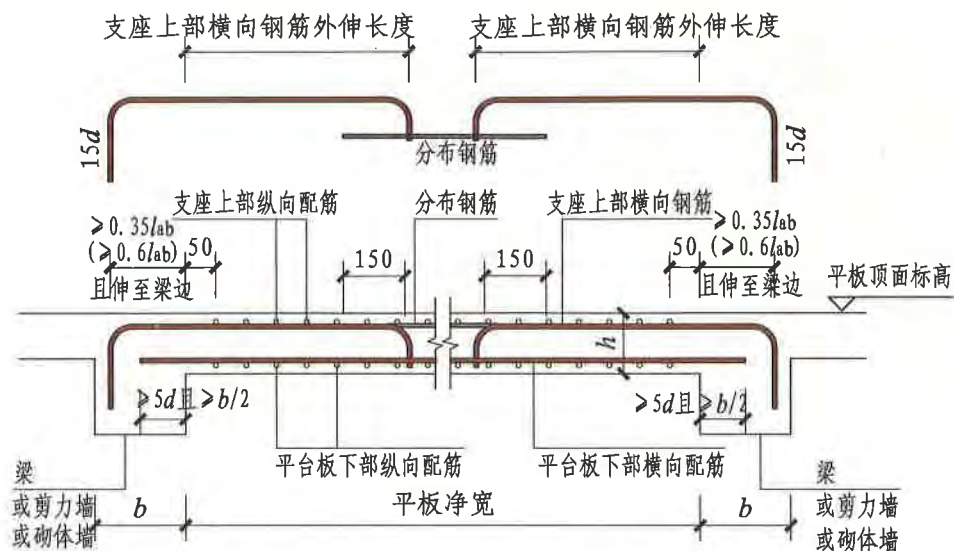 支座上部横向钢筋外伸长度
支座上部横向钢筋外伸长度
15d
15d
分布钢筋
支座上部纵向配筋
分布钢筋
支座上部横向钢筋
≥0.35lab
(≥0.6lab)
且伸至梁边
50
150
150
50
≥0.35lab
(≥0.6lab)
且伸至梁边
平板顶面标高
h
≥5d且≥b/2
≥5d且≥b/2
平台板下部纵向配筋
平台板下部横向配筋
梁
或剪力墙
或砌体墙
b
平板净宽
b
梁
或剪力墙
或砌体墙